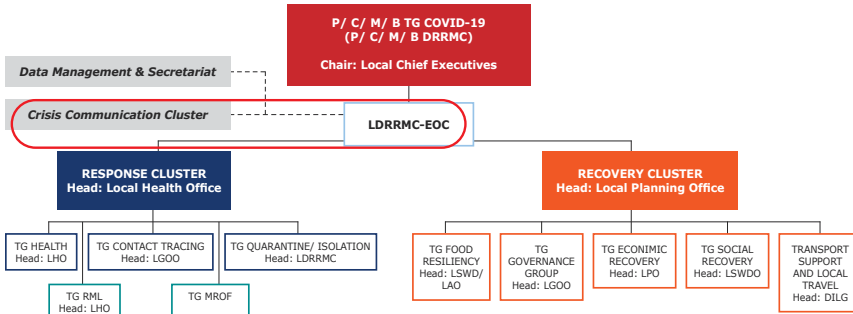 P/ C/ M/ B TG COVID-19
(P/ C/ M/ B DRRMC)
Chair: Local Chief Executives
Data Management & Secretariat
Crisis Communication Cluster
LDRRMC-EOC
RESPONSE CLUSTER
Head: Local Health Office
RECOVERY CLUSTER
Head: Local Planning Office
TG HEALTH
Head: LHO
TG CONTACT TRACING
Head: LGOO
TG QUARANTINE/ ISOLATION
Head: LDRRMC
TG RML
Head: LHO
TG MROF
TG FOOD
RESILIENCY
Head: LSWD/
LAO
TG
GOVERNANCE
GROUP
Head: LGOO
TG ECONIMIC
RECOVERY
Head: LPO
TG SOCIAL
RECOVERY
Head: LSWDO
TRANSPORT
SUPPORT
AND LOCAL
TRAVEL
Head: DILG